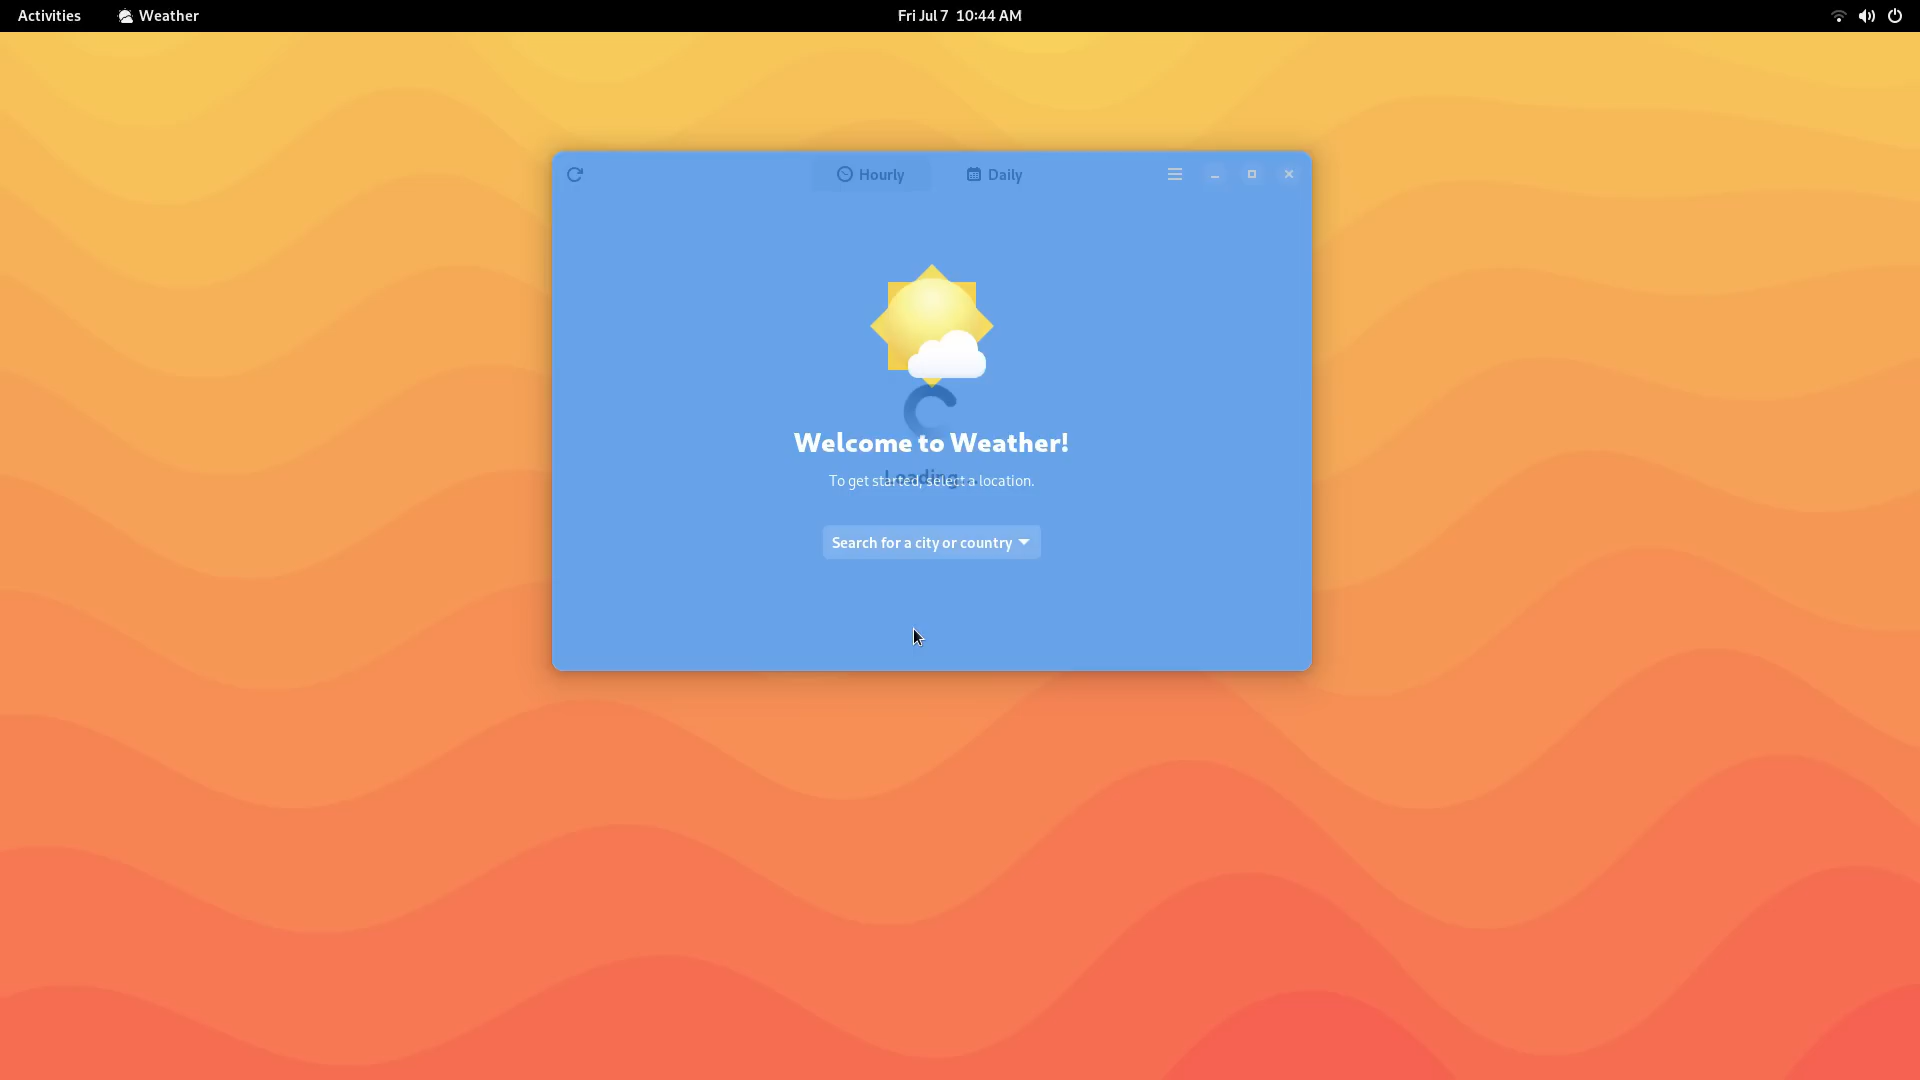 Activities Weather Fri Jul 7 10:44 AM
Hourly Daily
Welcome to Weather!
Loading…
To get started, select a location.
Search for a city or country